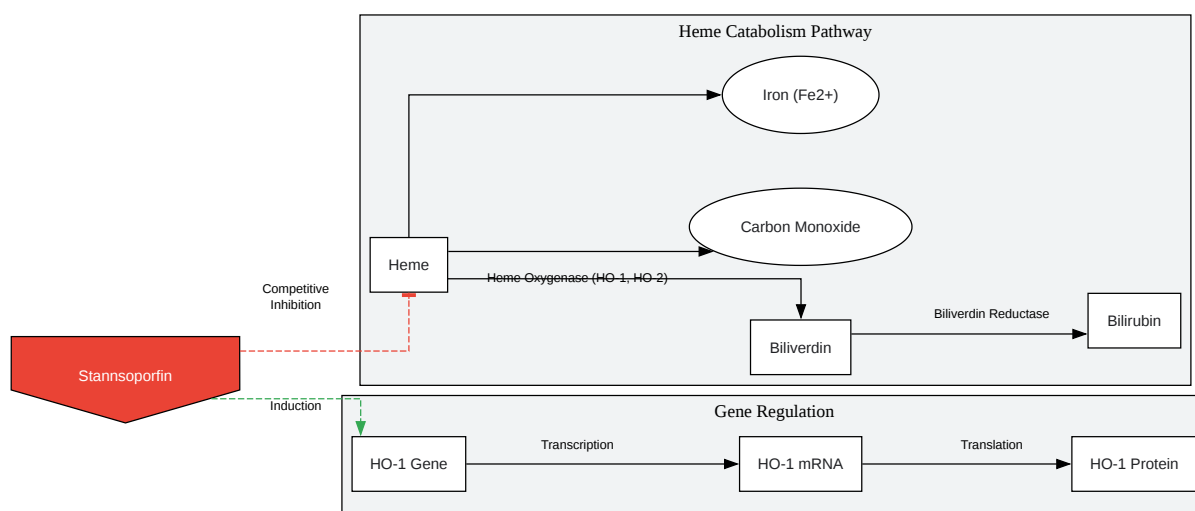 Heme Catabolism Pathway
Iron (Fe2+)
Carbon Monoxide
Heme
Heme Oxygenase (HO-1, HO-2)
Competitive
Inhibition
Biliverdin Reductase
Bilirubin
Biliverdin
Stannsoporfin
Induction
Gene Regulation
Transcription
Translation
HO-1 Gene
HO-1 mRNA
HO-1 Protein